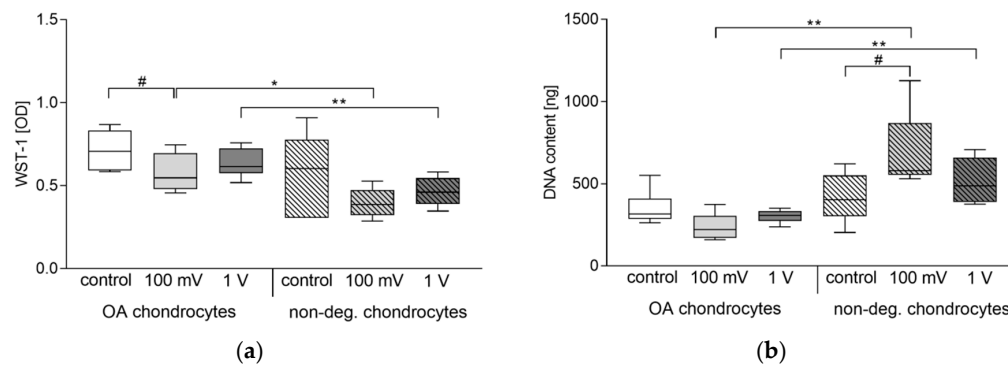 1.5
1.0
0.5
0.0
WST-1 [OD]
#
*
**
control 100 mV 1 V control 100 mV 1 V
OA chondrocytes non-deg. chondrocytes
(a)
1500
1000
500
0
DNA content [ng]
**
**
#
control 100 mV 1 V control 100 mV 1 V
OA chondrocytes non-deg. chondrocytes
(b)